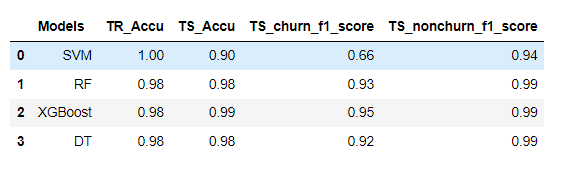 Models TR_Accu TS_Accu TS_churn_f1_score TS_nonchurn_f1_score
0 SVM 1.00 0.90 0.66 0.94
1 RF 0.98 0.98 0.93 0.99
2 XGBoost 0.98 0.99 0.95 0.99
3 DT 0.98 0.98 0.92 0.99